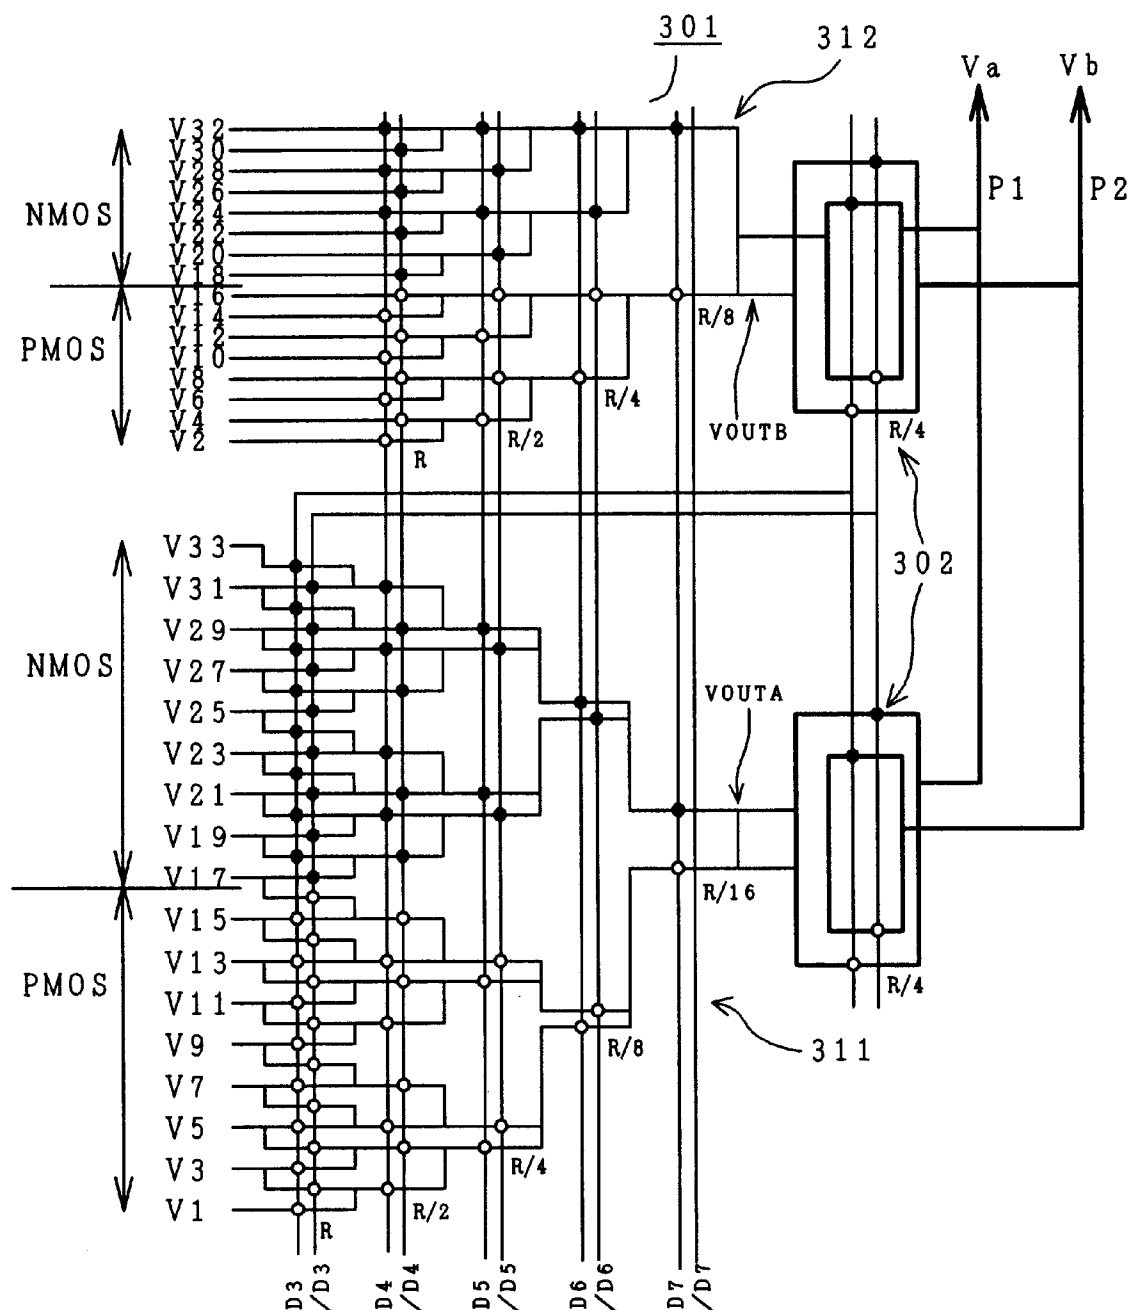 301
312
Va
Vb
V32
V30
V28
V26
V24
V22
V20
V18
V16
V14
V12
V10
V8
V6
V4
V2
NMOS
PMOS
P1
P2
R/8
R/4
R/2
R
VOUTB
R/4
302
V33
V31
V29
V27
V25
V23
V21
V19
V17
V15
V13
V11
V9
V7
V5
V3
V1
NMOS
PMOS
VOUTA
R/16
R/4
311
R/8
R/4
R/2
R
D3
/D3
D4
/D4
D5
/D5
D6
/D6
D7
/D7